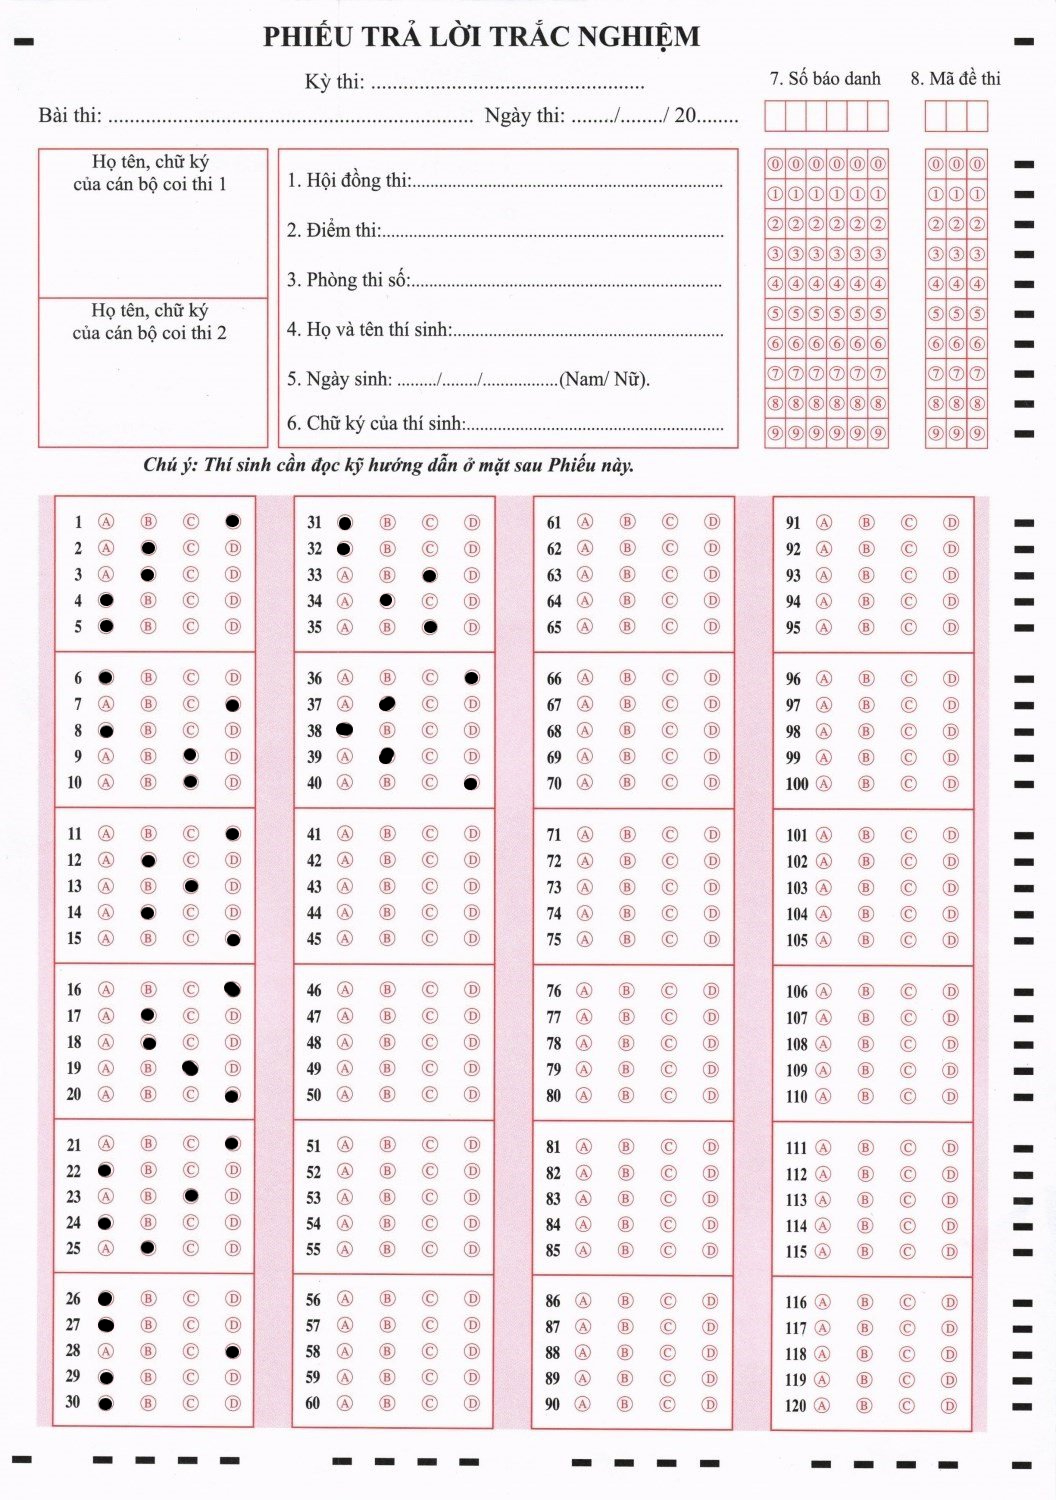 PHIẾU TRẢ LỜI TRẮC NGHIỆM
Kỳ thi: ..................................................
Bài thi: .................................................................... Ngày thi: ......../......../ 20........
7. Số báo danh
8. Mã đề thi
Họ tên, chữ ký
của cán bộ coi thi 1
Họ tên, chữ ký
của cán bộ coi thi 2
1. Hội đồng thi:..............................................................
2. Điểm thi:....................................................................
3. Phòng thi số:..............................................................
4. Họ và tên thí sinh:......................................................
5. Ngày sinh: ......../......../................(Nam/ Nữ).
6. Chữ ký của thí sinh:...................................................
0 0 0 0 0 0
1 1 1 1 1 1
2 2 2 2 2 2
3 3 3 3 3 3
4 4 4 4 4 4
5 5 5 5 5 5
6 6 6 6 6 6
7 7 7 7 7 7
8 8 8 8 8 8
9 9 9 9 9 9
0 0 0
1 1 1
2 2 2
3 3 3
4 4 4
5 5 5
6 6 6
7 7 7
8 8 8
9 9 9
Chú ý: Thí sinh cần đọc kỹ hướng dẫn ở mặt sau Phiếu này.
1 A B C
2 A C D
3 A C D
4 B C D
5 B C D
6 B C D
7 A B C
8 B C D
9 A B D
10 A B D
11 A B C
12 A C D
13 A B D
14 A C D
15 A B C
16 A B C
17 A C D
18 A C D
19 A B D
20 A B C
21 A B C
22 B C D
23 A B D
24 B C D
25 A C D
26 B C D
27 B C D
28 A B C
29 B C D
30 B C D
31 B C D
32 B C D
33 A B D
34 A C D
35 A B D
36 A B C
37 A C D
38 B C D
39 A C D
40 A B C
41 A B C D
42 A B C D
43 A B C D
44 A B C D
45 A B C D
46 A B C D
47 A B C D
48 A B C D
49 A B C D
50 A B C D
51 A B C D
52 A B C D
53 A B C D
54 A B C D
55 A B C D
56 A B C D
57 A B C D
58 A B C D
59 A B C D
60 A B C D
61 A B C D
62 A B C D
63 A B C D
64 A B C D
65 A B C D
66 A B C D
67 A B C D
68 A B C D
69 A B C D
70 A B C D
71 A B C D
72 A B C D
73 A B C D
74 A B C D
75 A B C D
76 A B C D
77 A B C D
78 A B C D
79 A B C D
80 A B C D
81 A B C D
82 A B C D
83 A B C D
84 A B C D
85 A B C D
86 A B C D
87 A B C D
88 A B C D
89 A B C D
90 A B C D
91 A B C D
92 A B C D
93 A B C D
94 A B C D
95 A B C D
96 A B C D
97 A B C D
98 A B C D
99 A B C D
100 A B C D
101 A B C D
102 A B C D
103 A B C D
104 A B C D
105 A B C D
106 A B C D
107 A B C D
108 A B C D
109 A B C D
110 A B C D
111 A B C D
112 A B C D
113 A B C D
114 A B C D
115 A B C D
116 A B C D
117 A B C D
118 A B C D
119 A B C D
120 A B C D